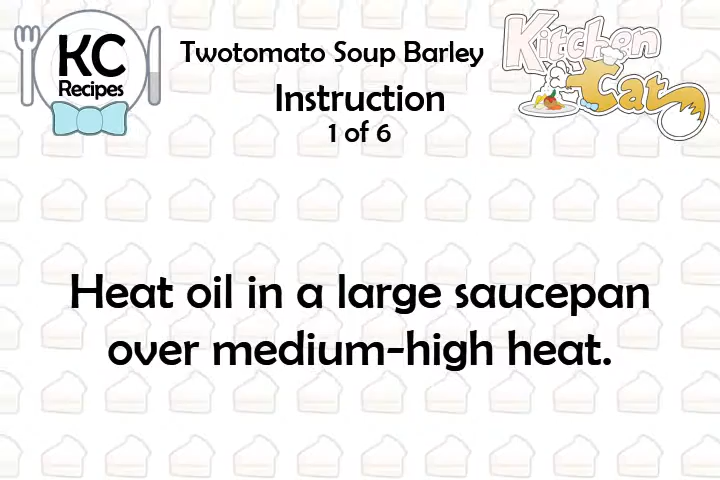 KC
Recipes
Twotomato Soup Barley
Instruction
1 of 6
Kitchen
Cat
Heat oil in a large saucepan
over medium-high heat.